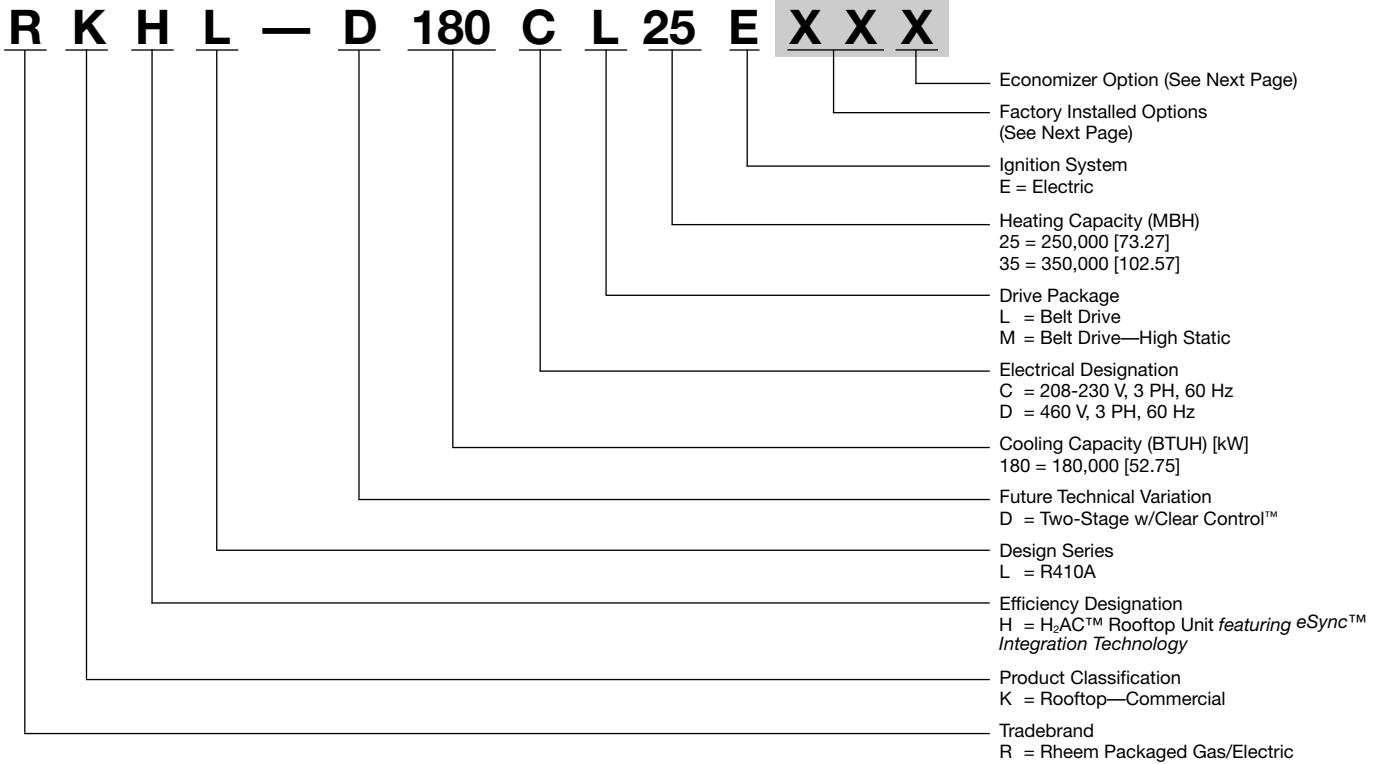 R K H L — D 180 C L 25 E X X X
Economizer Option (See Next Page)
Factory Installed Options
(See Next Page)
Ignition System
E = Electric
Heating Capacity (MBH)
25 = 250,000 [73.27]
35 = 350,000 [102.57]
Drive Package
L = Belt Drive
M = Belt Drive—High Static
Electrical Designation
C = 208-230 V, 3 PH, 60 Hz
D = 460 V, 3 PH, 60 Hz
Cooling Capacity (BTUH) [kW]
180 = 180,000 [52.75]
Future Technical Variation
D = Two-Stage w/Clear Control™
Design Series
L = R410A
Efficiency Designation
H = H₂AC™ Rooftop Unit featuring eSync™
Integration Technology
Product Classification
K = Rooftop—Commercial
Tradebrand
R = Rheem Packaged Gas/Electric